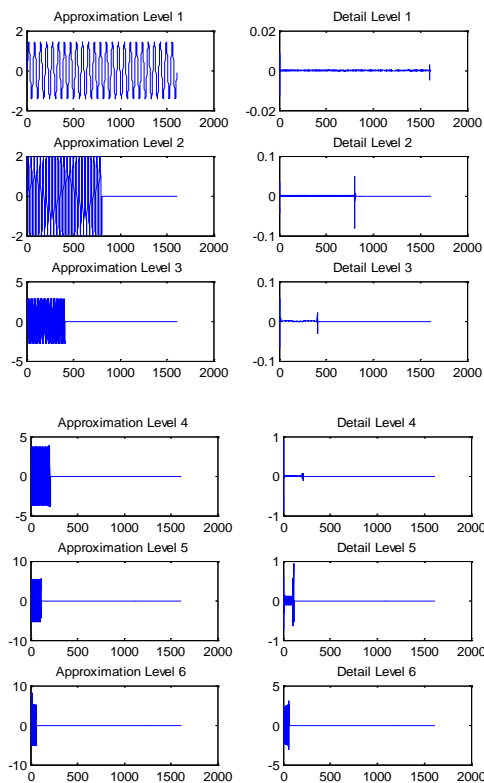 Approximation Level 1
Detail Level 1
2
0
-2
0 500 1000 1500 2000
0.02
0
-0.02
0 500 1000 1500 2000
Approximation Level 2
Detail Level 2
2
0
-2
0 500 1000 1500 2000
0.1
0
-0.1
0 500 1000 1500 2000
Approximation Level 3
Detail Level 3
5
0
-5
0 500 1000 1500 2000
0.1
0
-0.1
0 500 1000 1500 2000
Approximation Level 4
Detail Level 4
5
0
-5
0 500 1000 1500 2000
1
0
-1
0 500 1000 1500 2000
Approximation Level 5
Detail Level 5
10
0
-10
0 500 1000 1500 2000
1
0
-1
0 500 1000 1500 2000
Approximation Level 6
Detail Level 6
10
0
-10
0 500 1000 1500 2000
5
0
-5
0 500 1000 1500 2000